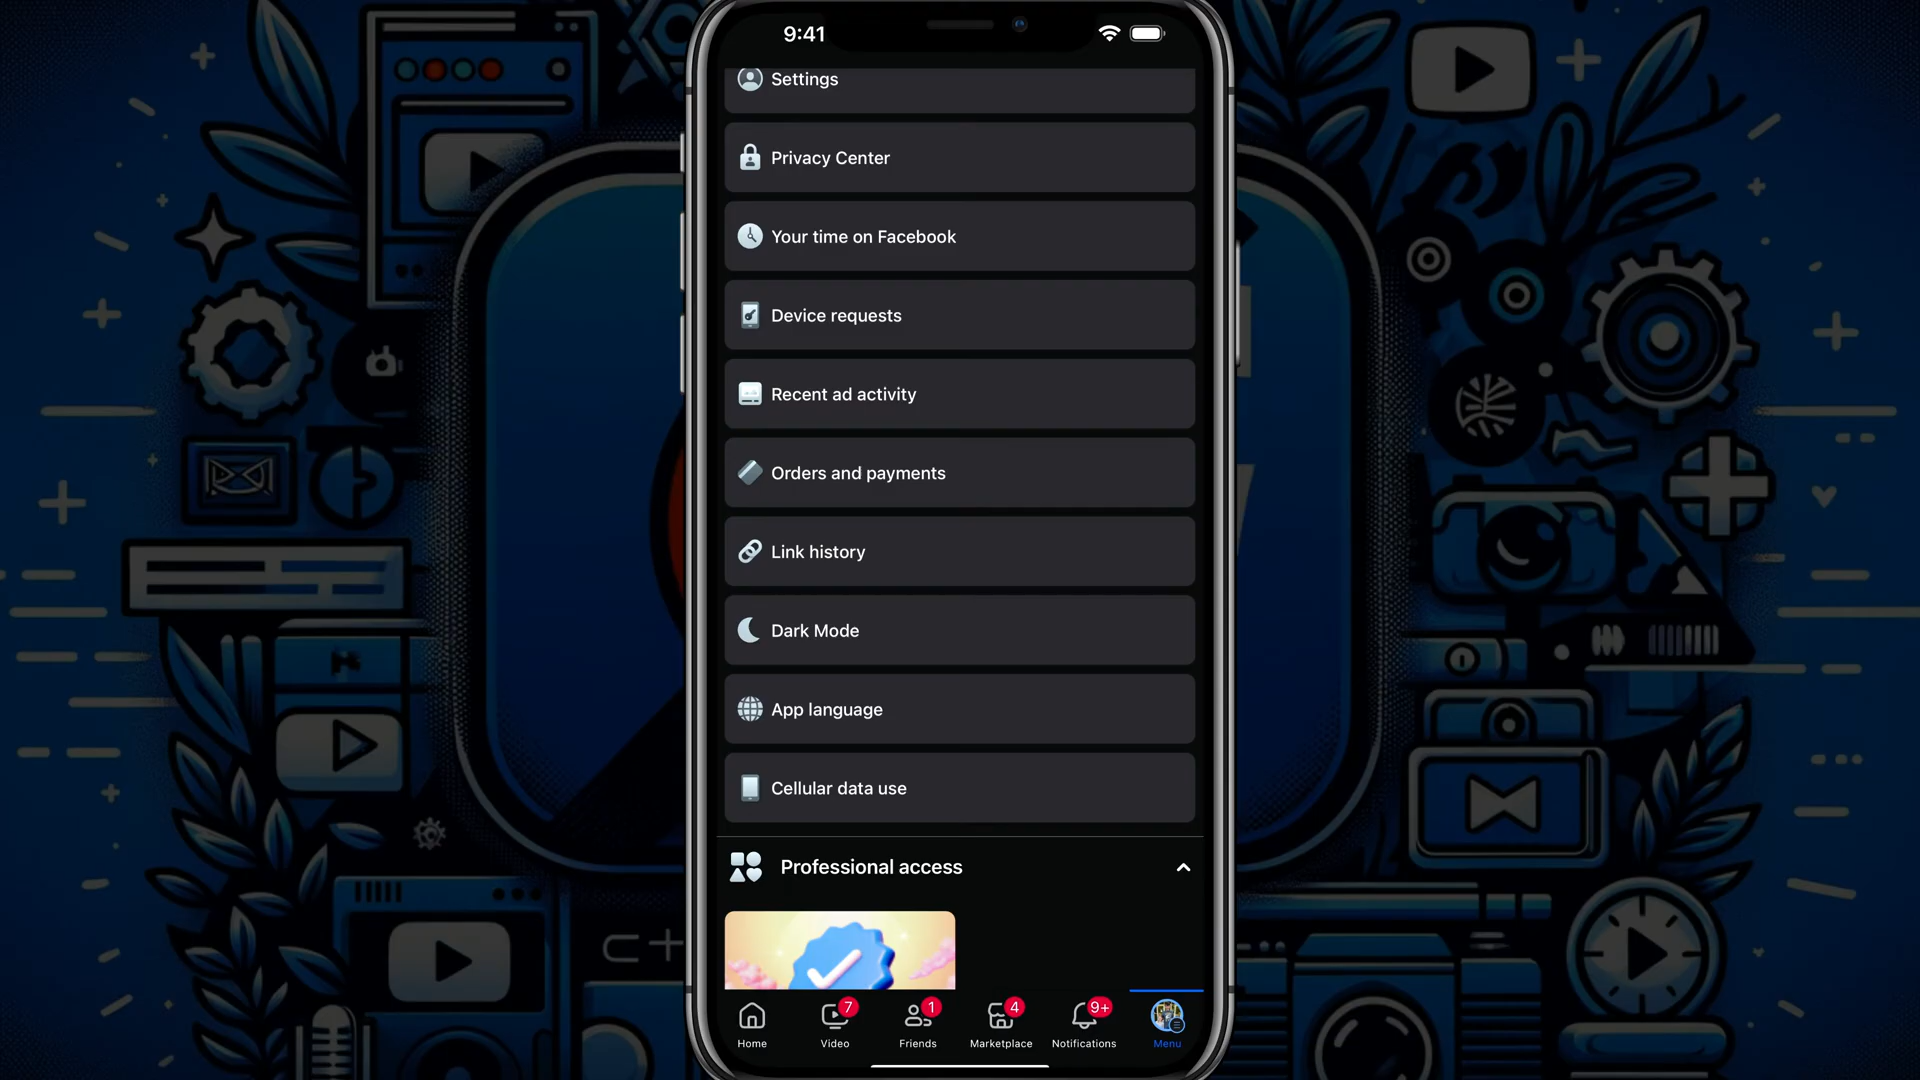 9:41
Settings
Privacy Center
Your time on Facebook
Device requests
Recent ad activity
Orders and payments
Link history
Dark Mode
App language
Cellular data use
Professional access
7
1
4
9+
Home
Video
Friends
Marketplace
Notifications
Menu